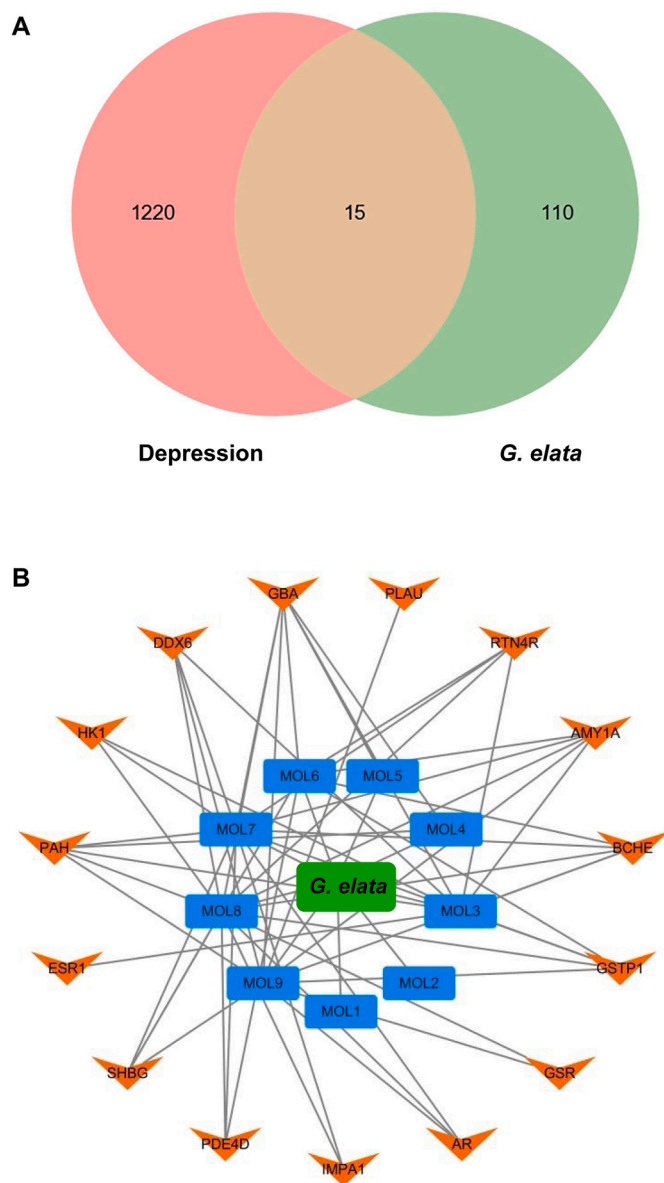 A
1220 15 110
Depression G. elata
B
GBA PLAU
DDX6 RTN4R
HK1 AMY1A
MOL6 MOL5
MOL7 MOL4
PAH BCHE
G. elata
MOL8 MOL3
ESR1 GSTP1
MOL9 MOL2
MOL1
SHBG GSR
PDE4D AR
IMPA1